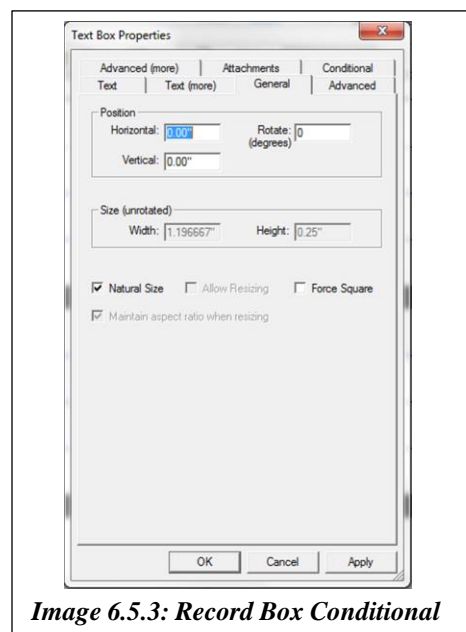 Text Box Properties
Advanced (more) Attachments Conditional
Text Text (more) General Advanced
Position
Horizontal: 0.00" Rotate: 0
(degrees)
Vertical: 0.00"
Size (unrotated)
Width: 1.196667" Height: 0.25"
Natural Size Allow Resizing Force Square
Maintain aspect ratio when resizing
OK Cancel Apply
Image 6.5.3: Record Box Conditional